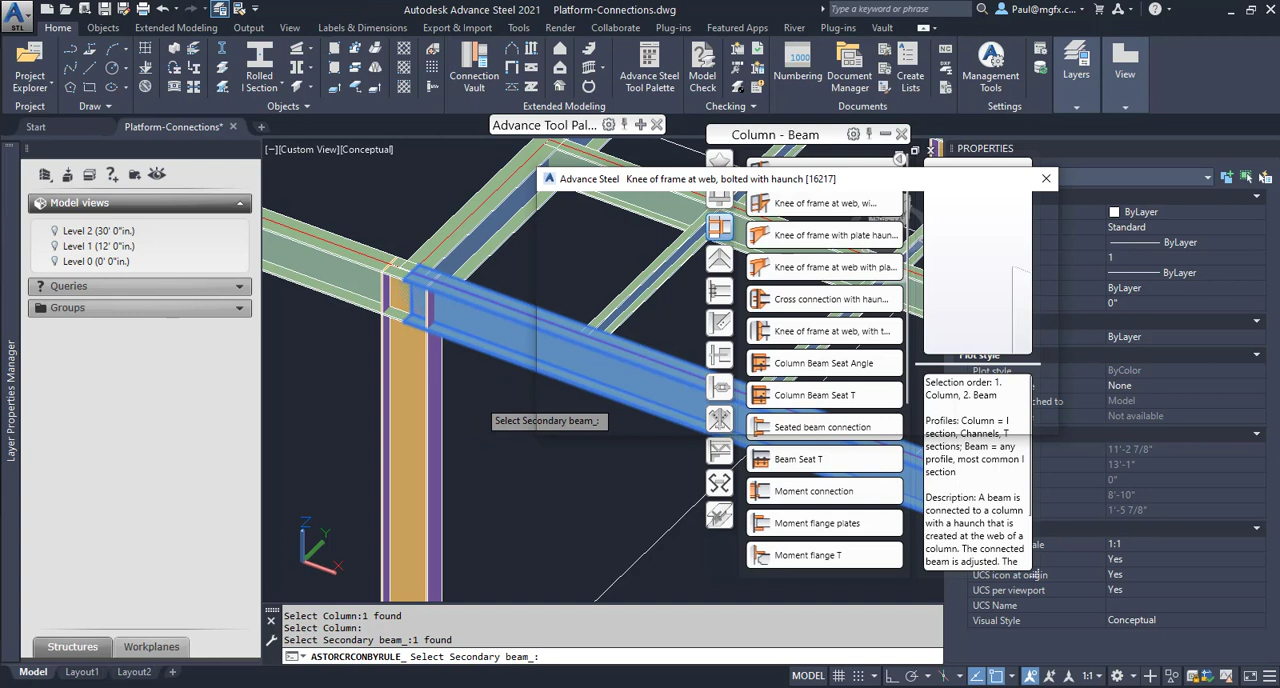 Autodesk Advance Steel 2021 Platform-Connections.dwg
Type a keyword or phrase
Paul@mgfx.c...
STL
Home Objects Extended Modeling Output View Labels & Dimensions Export & Import Tools Render Collaborate Plug-ins Featured Apps River Plug-ins Vault
Project
Explorer
Rolled
I Section
Connection
Vault
Advance Steel
Tool Palette
Model
Check
Numbering
Document
Manager
Create
Lists
Management
Tools
Layers
View
Project
Draw
Objects
Extended Modeling
Checking
Documents
Settings
Start
Platform-Connections*
[−][Custom View][Conceptual]
Advance Tool Pal...
Column - Beam
PROPERTIES
Advance Steel Knee of frame at web, bolted with haunch [16217]
Model views
Level 2 (30' 0"in.)
Level 1 (12' 0"in.)
Level 0 (0' 0"in.)
Queries
Groups
Layer Properties Manager
Structures
Workplanes
Knee of frame at web, wi...
Knee of frame with plate haun...
Knee of frame at web with pla...
Cross connection with haun...
Knee of frame at web, with t...
Column Beam Seat Angle
Column Beam Seat T
Seated beam connection
Beam Seat T
Moment connection
Moment flange plates
Moment flange T
Select Secondary beam_:
Selection order: 1.
Column, 2. Beam
Profiles: Column = I
section, Channels, T
sections; Beam = any
profile, most common I
section
Description: A beam is
connected to a column
with a haunch that is
created at the web of a
column. The connected
beam is adjusted. The
ByLayer
Standard
ByLayer
1
ByLayer
ByLayer
0"
ByLayer
Plot style
Plot style ByColor
None
Model
Not available
11'-2 7/8"
13'-1"
0"
8'-10"
1'-5 7/8"
1:1
Yes
UCS icon at origin Yes
UCS per viewport Yes
UCS Name
Visual Style Conceptual
Z
Y
X
Select Column:1 found
Select Column:
Select Secondary beam_:1 found
ASTORCRCONBYRULE_ Select Secondary beam_:
Model Layout1 Layout2
MODEL
1:1